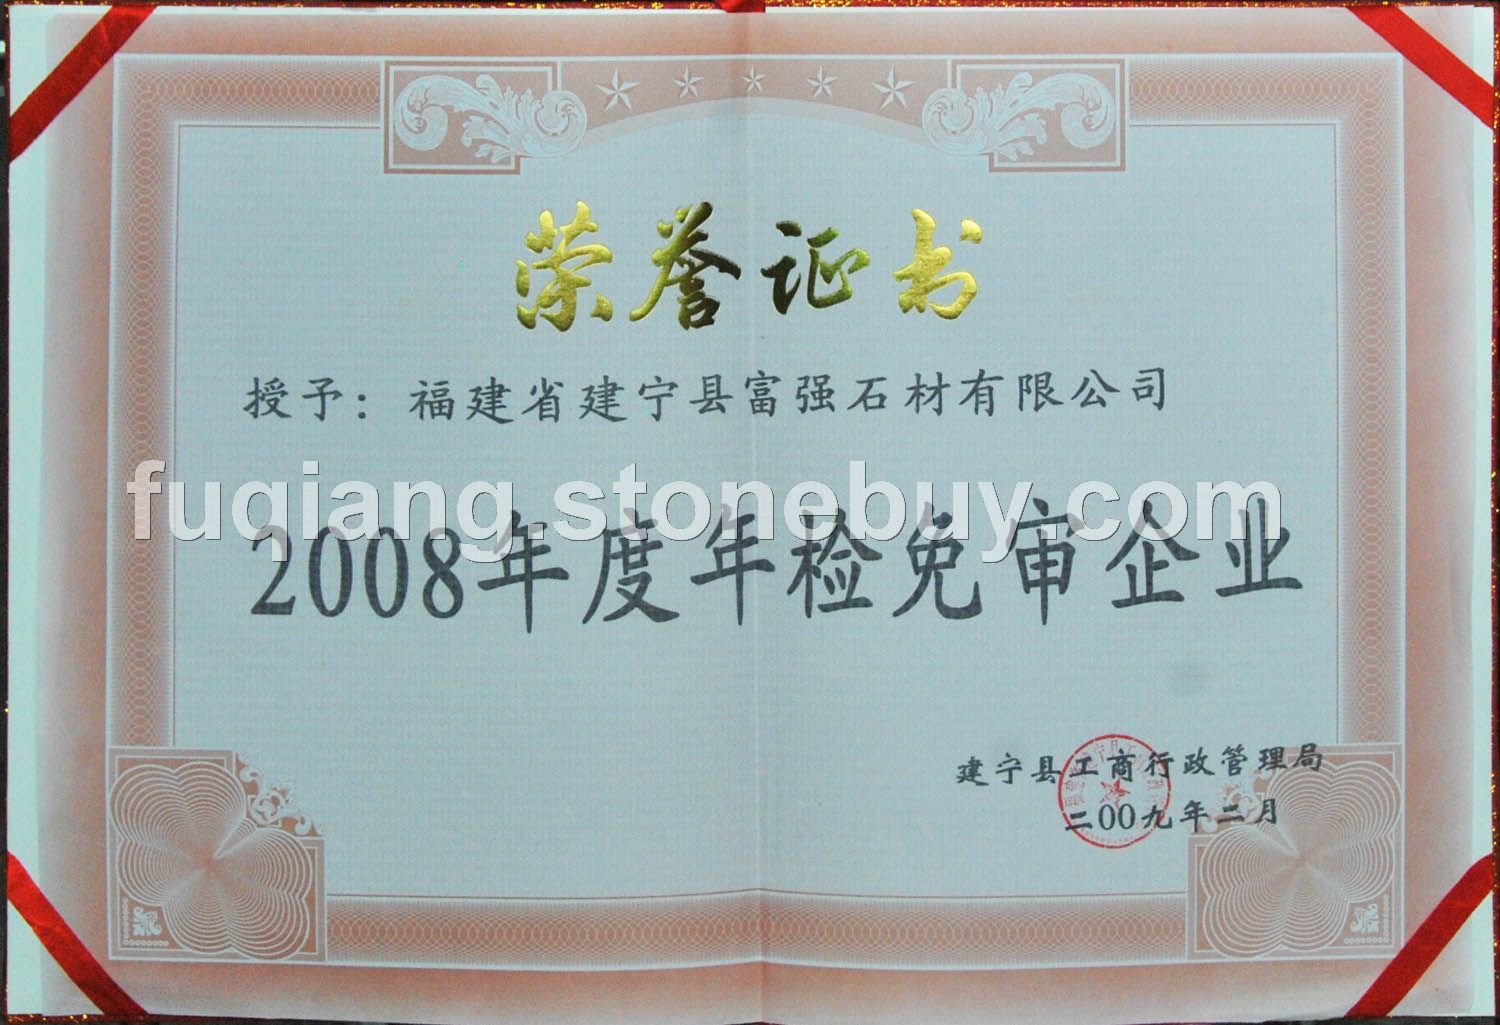 荣誉证书
授予：福建省建宁县富强石材有限公司
fuqiang.stonebuy.com
2008年度年检免审企业
建宁县工商行政管理局
二00九年二月